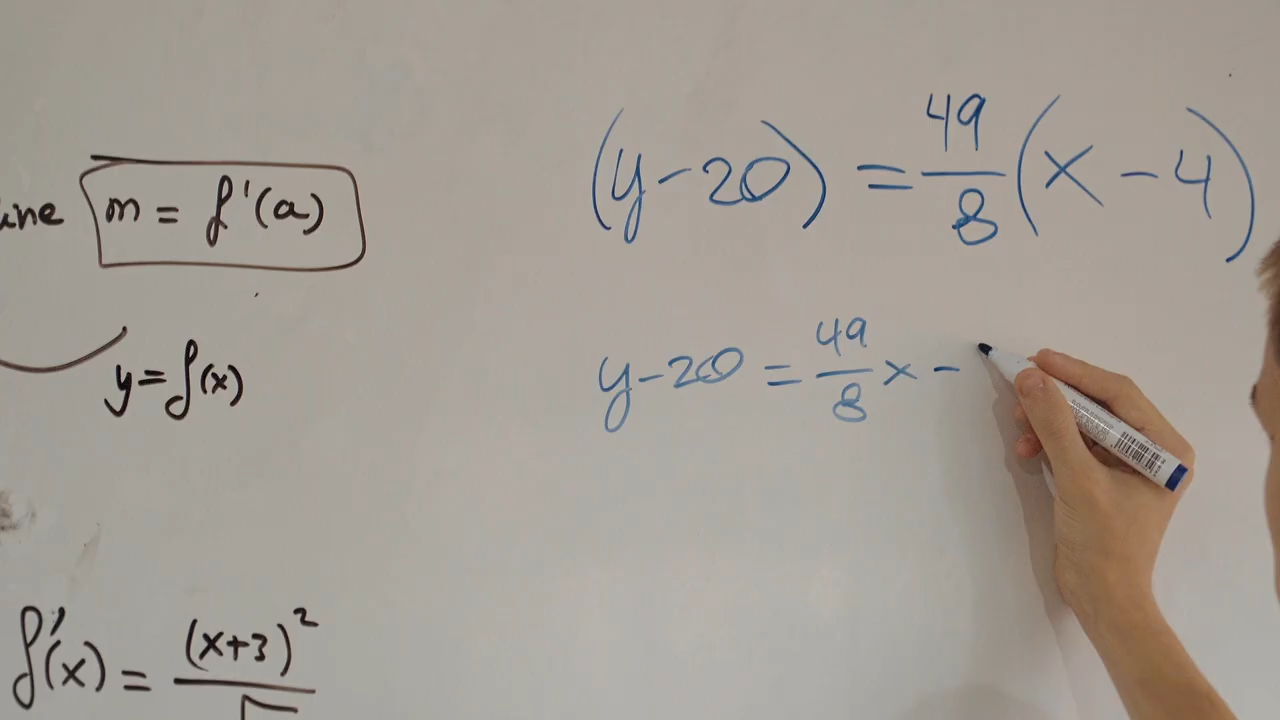 ine m = f'(a)
y = f(x)
f'(x) = (x+3)² / √
(y - 20) = 49/8 (x - 4)
y - 20 = 49/8 x -